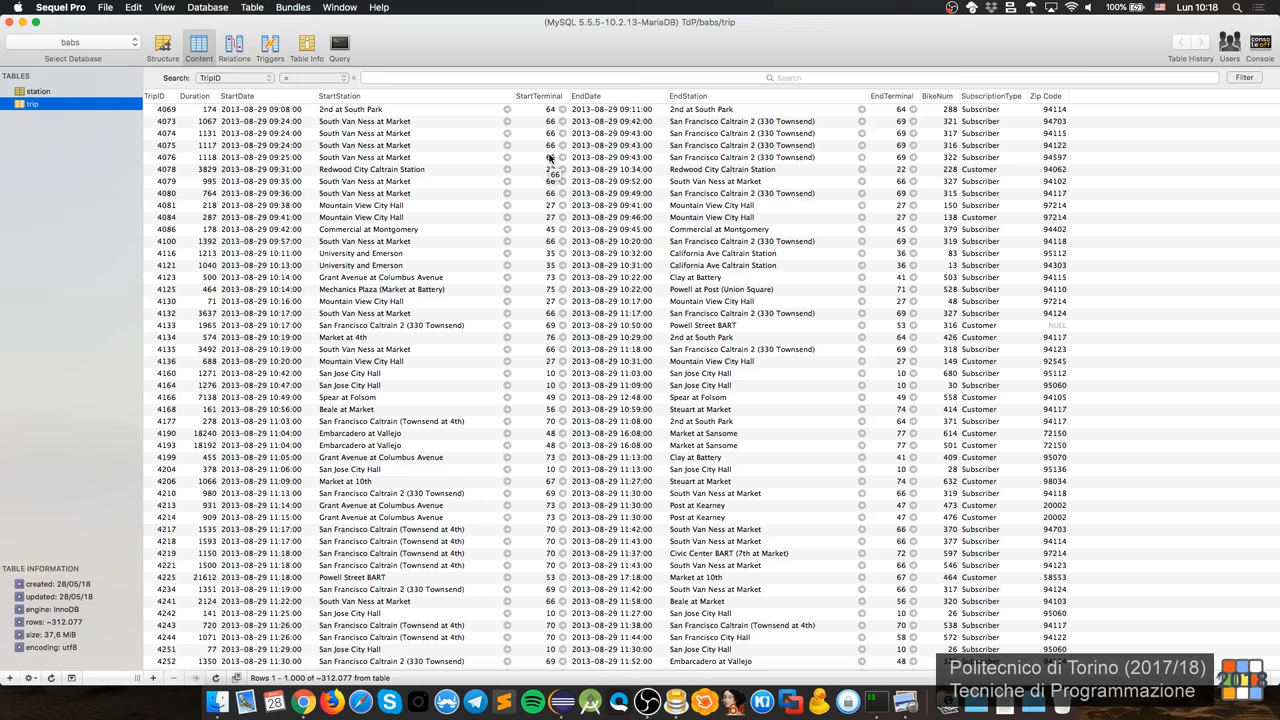 Sequel Pro File Edit View Database Table Bundles Window Help 100% Lun 10:18
(MySQL 5.5.5-10.2.13-MariaDB) TdP/babs/trip
babs
Select Database Structure Content Relations Triggers Table Info Query Table History Users Console
TABLES
station
trip
Search: TripID = Search Filter
TripID Duration StartDate StartStation StartTerminal EndDate EndStation EndTerminal BikeNum SubscriptionType Zip Code
4069 174 2013-08-29 09:08:00 2nd at South Park 64 2013-08-29 09:11:00 2nd at South Park 64 288 Subscriber 94114
4073 1067 2013-08-29 09:24:00 South Van Ness at Market 66 2013-08-29 09:42:00 San Francisco Caltrain 2 (330 Townsend) 69 321 Subscriber 94703
4074 1131 2013-08-29 09:24:00 South Van Ness at Market 66 2013-08-29 09:43:00 San Francisco Caltrain 2 (330 Townsend) 69 317 Subscriber 94115
4075 1117 2013-08-29 09:24:00 South Van Ness at Market 66 2013-08-29 09:43:00 San Francisco Caltrain 2 (330 Townsend) 69 316 Subscriber 94122
4076 1118 2013-08-29 09:25:00 South Van Ness at Market 2013-08-29 09:43:00 San Francisco Caltrain 2 (330 Townsend) 69 322 Subscriber 94597
4078 3829 2013-08-29 09:31:00 Redwood City Caltrain Station 66 2013-08-29 10:34:00 Redwood City Caltrain Station 22 228 Customer 94062
4079 995 2013-08-29 09:35:00 South Van Ness at Market 66 2013-08-29 09:52:00 South Van Ness at Market 66 327 Subscriber 94102
4080 764 2013-08-29 09:36:00 South Van Ness at Market 66 2013-08-29 09:49:00 San Francisco Caltrain 2 (330 Townsend) 69 315 Subscriber 94117
4081 218 2013-08-29 09:38:00 Mountain View City Hall 27 2013-08-29 09:41:00 Mountain View City Hall 27 150 Subscriber 97214
4084 287 2013-08-29 09:41:00 Mountain View City Hall 27 2013-08-29 09:46:00 Mountain View City Hall 27 138 Customer 97214
4086 178 2013-08-29 09:42:00 Commercial at Montgomery 45 2013-08-29 09:45:00 Commercial at Montgomery 45 379 Subscriber 94402
4100 1392 2013-08-29 09:57:00 South Van Ness at Market 66 2013-08-29 10:20:00 San Francisco Caltrain 2 (330 Townsend) 69 319 Subscriber 94118
4116 1213 2013-08-29 10:11:00 University and Emerson 35 2013-08-29 10:32:00 California Ave Caltrain Station 36 83 Subscriber 95112
4121 1040 2013-08-29 10:13:00 University and Emerson 35 2013-08-29 10:31:00 California Ave Caltrain Station 36 13 Subscriber 94303
4123 500 2013-08-29 10:14:00 Grant Avenue at Columbus Avenue 73 2013-08-29 10:22:00 Clay at Battery 41 503 Subscriber 94115
4125 464 2013-08-29 10:14:00 Mechanics Plaza (Market at Battery) 75 2013-08-29 10:22:00 Powell at Post (Union Square) 71 528 Subscriber 94110
4130 71 2013-08-29 10:16:00 Mountain View City Hall 27 2013-08-29 10:17:00 Mountain View City Hall 27 48 Subscriber 97214
4132 3637 2013-08-29 10:17:00 South Van Ness at Market 66 2013-08-29 11:17:00 San Francisco Caltrain 2 (330 Townsend) 69 327 Subscriber 94124
4133 1965 2013-08-29 10:17:00 San Francisco Caltrain 2 (330 Townsend) 69 2013-08-29 10:50:00 Powell Street BART 53 316 Customer NULL
4134 574 2013-08-29 10:19:00 Market at 4th 76 2013-08-29 10:29:00 2nd at South Park 64 426 Customer 94117
4135 3492 2013-08-29 10:19:00 South Van Ness at Market 66 2013-08-29 11:18:00 San Francisco Caltrain 2 (330 Townsend) 69 310 Subscriber 94123
4136 688 2013-08-29 10:20:00 Mountain View City Hall 27 2013-08-29 10:31:00 Mountain View City Hall 27 149 Customer 92545
4160 1271 2013-08-29 10:42:00 San Jose City Hall 10 2013-08-29 11:03:00 San Jose City Hall 10 680 Subscriber 95112
4164 1276 2013-08-29 10:47:00 San Jose City Hall 10 2013-08-29 11:09:00 San Jose City Hall 10 30 Subscriber 95060
4166 7138 2013-08-29 10:49:00 Spear at Folsom 49 2013-08-29 12:48:00 Spear at Folsom 49 558 Customer 94105
4168 161 2013-08-29 10:56:00 Beale at Market 56 2013-08-29 10:59:00 Steuart at Market 74 414 Customer 94117
4177 278 2013-08-29 11:03:00 San Francisco Caltrain (Townsend at 4th) 70 2013-08-29 11:08:00 2nd at South Park 64 371 Subscriber 94117
4190 18240 2013-08-29 11:04:00 Embarcadero at Vallejo 48 2013-08-29 16:08:00 Market at Sansome 77 614 Customer 72150
4193 18192 2013-08-29 11:04:00 Embarcadero at Vallejo 48 2013-08-29 16:08:00 Market at Sansome 77 501 Customer 72150
4199 455 2013-08-29 11:05:00 Grant Avenue at Columbus Avenue 73 2013-08-29 11:13:00 Clay at Battery 41 409 Customer 95070
4204 378 2013-08-29 11:06:00 San Jose City Hall 10 2013-08-29 11:13:00 San Jose City Hall 10 28 Subscriber 95136
4206 1066 2013-08-29 11:09:00 Market at 10th 67 2013-08-29 11:27:00 Steuart at Market 74 632 Customer 98034
4210 980 2013-08-29 11:13:00 San Francisco Caltrain 2 (330 Townsend) 69 2013-08-29 11:30:00 South Van Ness at Market 66 319 Subscriber 94118
4213 931 2013-08-29 11:14:00 Grant Avenue at Columbus Avenue 73 2013-08-29 11:30:00 Post at Kearney 47 473 Customer 20002
4214 909 2013-08-29 11:15:00 Grant Avenue at Columbus Avenue 73 2013-08-29 11:30:00 Post at Kearney 47 476 Customer 20002
4217 1535 2013-08-29 11:17:00 San Francisco Caltrain (Townsend at 4th) 70 2013-08-29 11:42:00 South Van Ness at Market 66 370 Subscriber 94703
4218 1593 2013-08-29 11:17:00 San Francisco Caltrain (Townsend at 4th) 70 2013-08-29 11:43:00 South Van Ness at Market 66 377 Subscriber 94115
4219 1150 2013-08-29 11:18:00 San Francisco Caltrain (Townsend at 4th) 70 2013-08-29 11:37:00 Civic Center BART (7th at Market) 72 597 Subscriber 97214
4221 1500 2013-08-29 11:18:00 San Francisco Caltrain (Townsend at 4th) 70 2013-08-29 11:43:00 South Van Ness at Market 66 546 Subscriber 94123
4225 21612 2013-08-29 11:18:00 Powell Street BART 53 2013-08-29 17:18:00 Market at 10th 67 464 Customer 58553
4234 1351 2013-08-29 11:19:00 San Francisco Caltrain 2 (330 Townsend) 69 2013-08-29 11:42:00 South Van Ness at Market 66 317 Subscriber 94124
4241 2124 2013-08-29 11:22:00 South Van Ness at Market 66 2013-08-29 11:58:00 Beale at Market 56 320 Subscriber 94103
4242 141 2013-08-29 11:25:00 San Jose City Hall 10 2013-08-29 11:27:00 San Jose City Hall 10 26 Subscriber 95060
4243 720 2013-08-29 11:26:00 San Francisco Caltrain (Townsend at 4th) 70 2013-08-29 11:38:00 San Francisco Caltrain (Townsend at 4th) 70 538 Subscriber 94117
4244 1071 2013-08-29 11:26:00 San Francisco Caltrain (Townsend at 4th) 70 2013-08-29 11:44:00 San Francisco City Hall 58 572 Subscriber 94122
4251 77 2013-08-29 11:29:00 San Jose City Hall 10 2013-08-29 11:30:00 San Jose City Hall 10 26 Subscriber 95060
4252 1350 2013-08-29 11:30:00 San Francisco Caltrain 2 (330 Townsend) 69 2013-08-29 11:52:00 Embarcadero at Vallejo 48
TABLE INFORMATION
created: 28/05/18
updated: 28/05/18
engine: InnoDB
rows: ~312.077
size: 37,6 MiB
encoding: utf8
Rows 1 - 1.000 of ~312.077 from table
Politecnico di Torino (2017/18)
Tecniche di Programmazione
2018